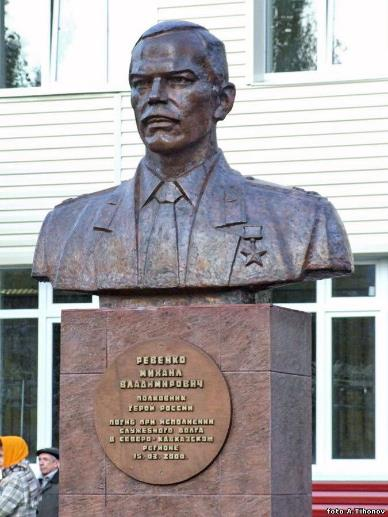 РЕВЕНКО
МИХАИЛ
ВЛАДИМИРОВИЧ
ПОЛКОВНИК
ГЕРОЙ РОССИИ
ПОГИБ ПРИ ИСПОЛНЕНИИ
СЛУЖЕБНОГО ДОЛГА
В СЕВЕРО-КАВКАЗСКОМ
РЕГИОНЕ
15.03.2000.
foto A.Tihonov